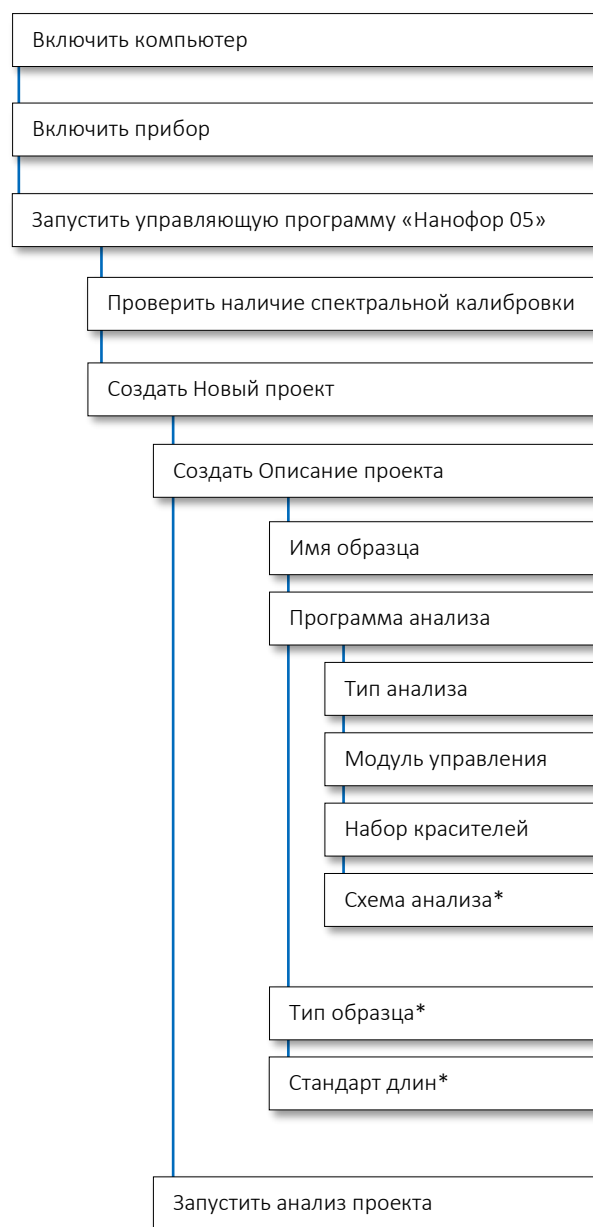 Включить компьютер
Включить прибор
Запустить управляющую программу «Нанофор 05»
Проверить наличие спектральной калибровки
Создать Новый проект
Создать Описание проекта
Имя образца
Программа анализа
Тип анализа
Модуль управления
Набор красителей
Схема анализа*
Тип образца*
Стандарт длин*
Запустить анализ проекта